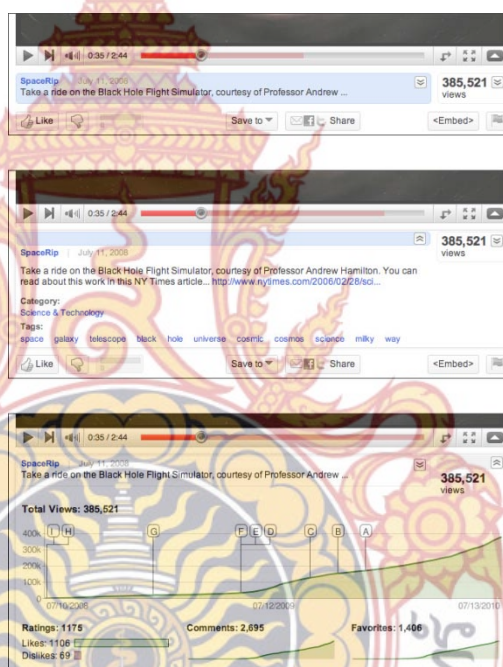 0:35 / 2:44
SpaceRip July 11, 2008
Take a ride on the Black Hole Flight Simulator, courtesy of Professor Andrew ...
385,521
views
Like Save to Share <Embed>
0:35 / 2:44
SpaceRip July 11, 2008
385,521
views
Take a ride on the Black Hole Flight Simulator, courtesy of Professor Andrew Hamilton. You can
read about this work in this NY Times article... http://www.nytimes.com/2006/02/28/sci...
Category:
Science & Technology
Tags:
space galaxy telescope black hole universe cosmic cosmos science milky way
Like Save to Share <Embed>
0:35 / 2:44
SpaceRip July 11, 2008
Take a ride on the Black Hole Flight Simulator, courtesy of Professor Andrew ...
385,521
views
Total Views: 385,521
400k I H G F E D C B A
300k
200k
100k
0
07/10/2008 07/12/2009 07/13/2010
Ratings: 1175 Comments: 2,695 Favorites: 1,406
Likes: 1106
Dislikes: 69